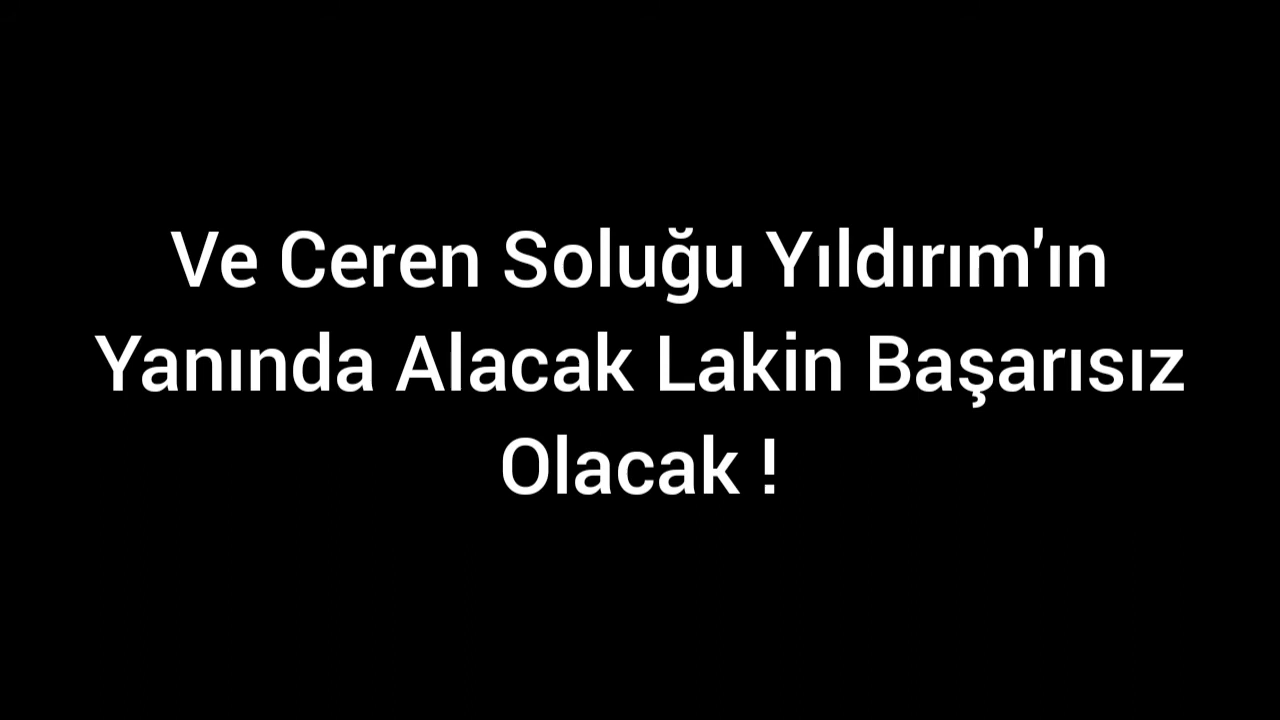 Ve Ceren Soluğu Yıldırım'ın
Yanında Alacak Lakin Başarısız
Olacak !